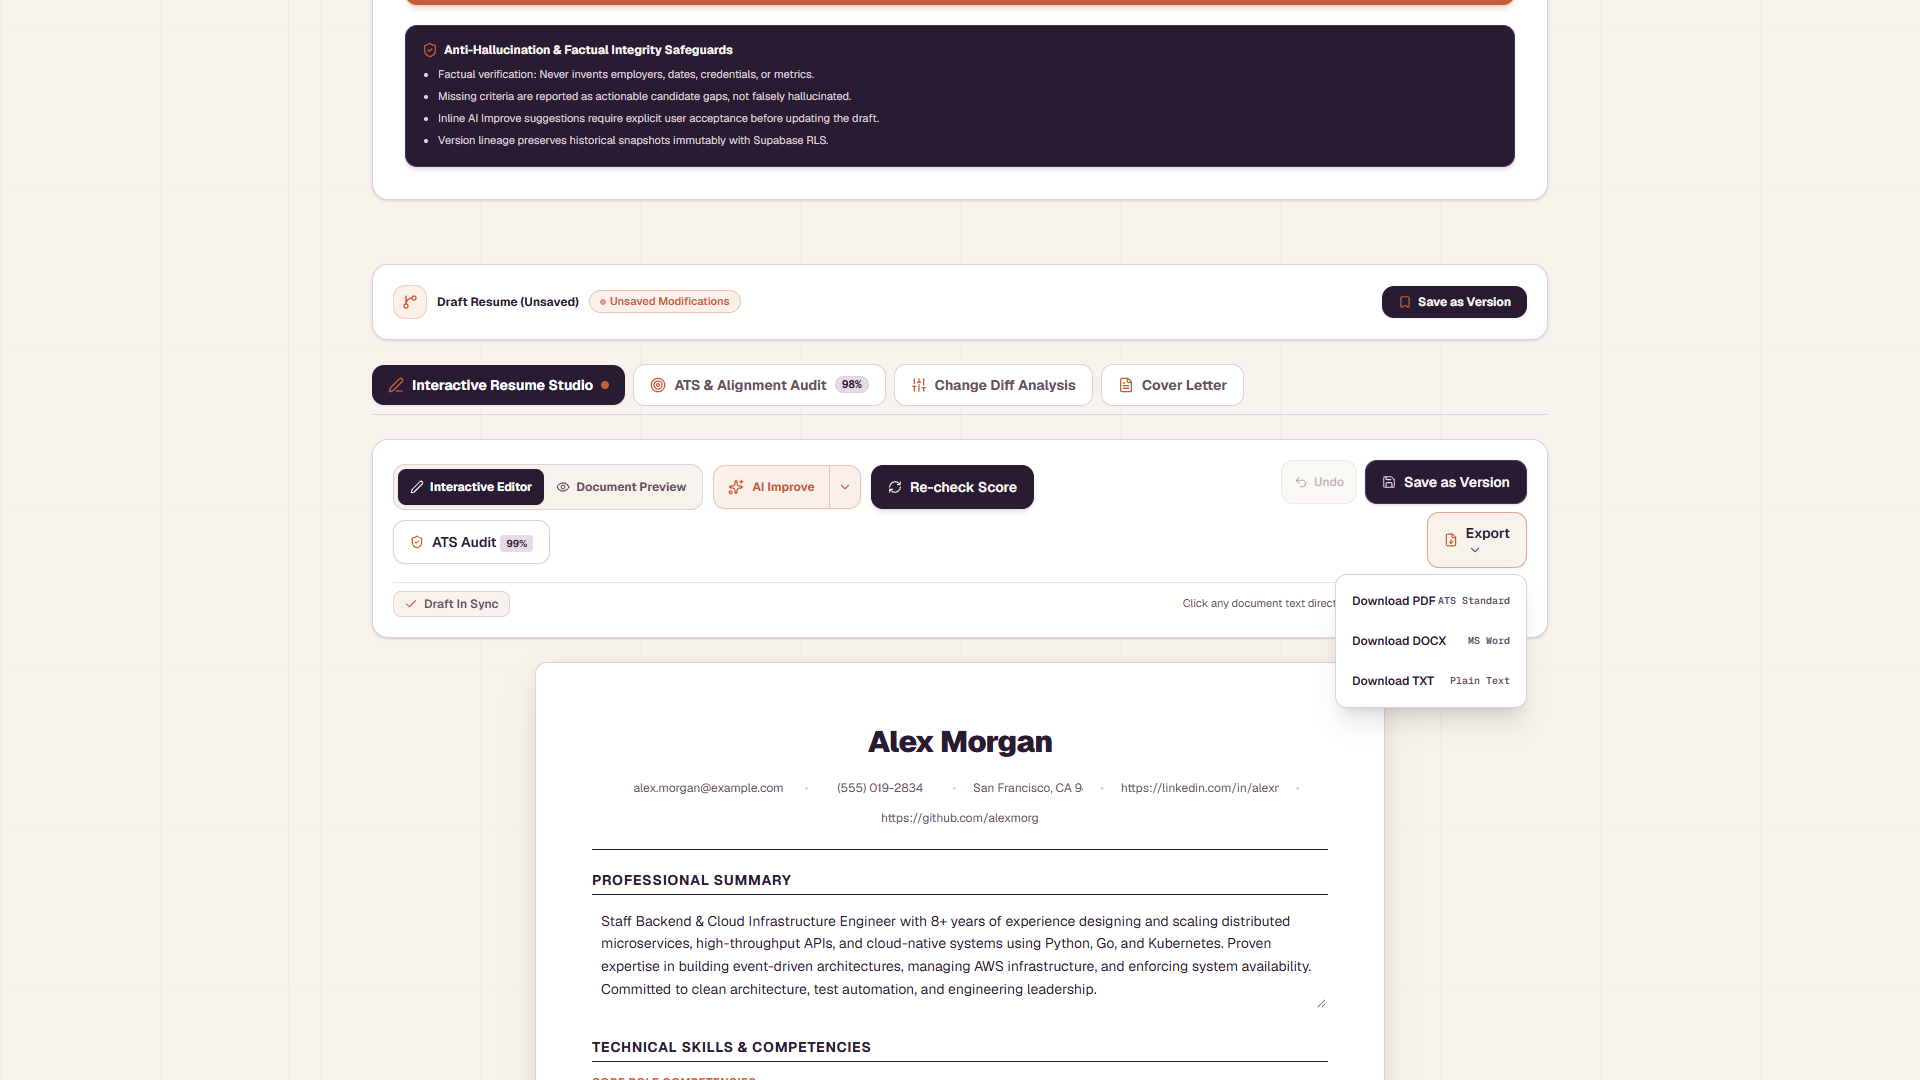 Anti-Hallucination & Factual Integrity Safeguards
Factual verification: Never invents employers, dates, credentials, or metrics.
Missing criteria are reported as actionable candidate gaps, not falsely hallucinated.
Inline AI Improve suggestions require explicit user acceptance before updating the draft.
Version lineage preserves historical snapshots immutably with Supabase RLS.
Draft Resume (Unsaved)
Unsaved Modifications
Save as Version
Interactive Resume Studio
ATS & Alignment Audit 98%
Change Diff Analysis
Cover Letter
Interactive Editor
Document Preview
AI Improve
Re-check Score
Undo
Save as Version
ATS Audit 99%
Export
Draft In Sync
Click any document text direct
Download PDF ATS Standard
Download DOCX MS Word
Download TXT Plain Text
Alex Morgan
alex.morgan@example.com • (555) 019-2834 • San Francisco, CA 9 • https://linkedin.com/in/alexr •
https://github.com/alexmorg
PROFESSIONAL SUMMARY
Staff Backend & Cloud Infrastructure Engineer with 8+ years of experience designing and scaling distributed
microservices, high-throughput APIs, and cloud-native systems using Python, Go, and Kubernetes. Proven
expertise in building event-driven architectures, managing AWS infrastructure, and enforcing system availability.
Committed to clean architecture, test automation, and engineering leadership.
TECHNICAL SKILLS & COMPETENCIES
CORE ROLE COMPETENCIES